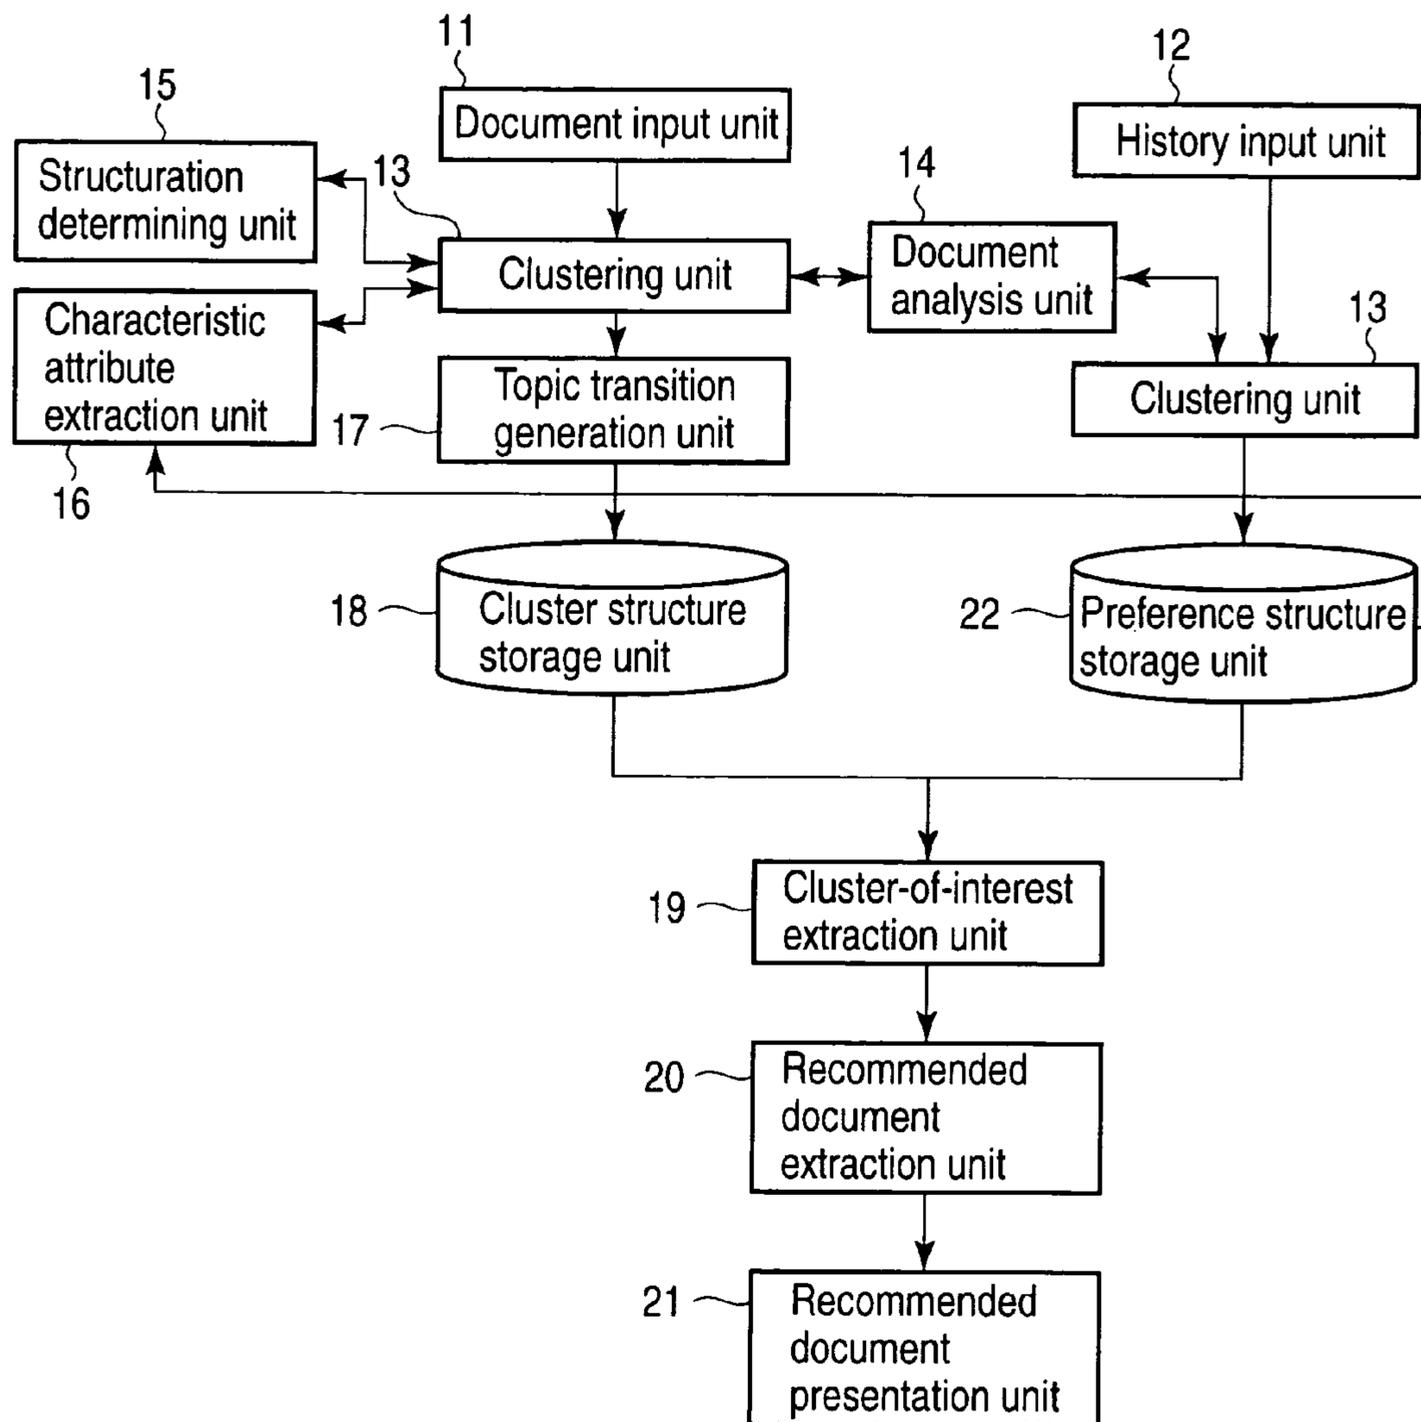 11
Document input unit
12
History input unit
15
Structuration
determining unit
13
Clustering unit
14
Document
analysis unit
13
Clustering unit
Characteristic
attribute
extraction unit
16
17
Topic transition
generation unit
18
Cluster structure
storage unit
22
Preference structure
storage unit
19
Cluster-of-interest
extraction unit
20
Recommended
document
extraction unit
21
Recommended
document
presentation unit